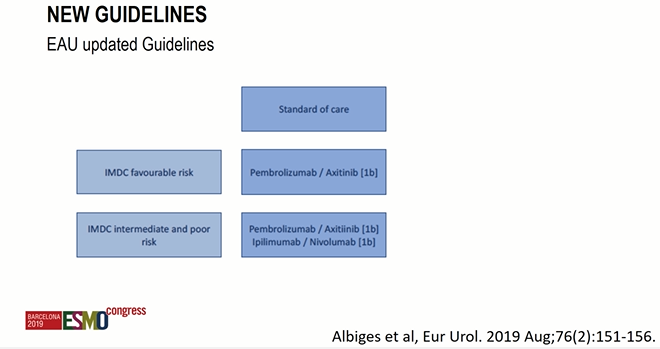 NEW GUIDELINES
EAU updated Guidelines
Standard of care
IMDC favourable risk
Pembrolizumab / Axitinib [1b]
IMDC intermediate and poor
risk
Pembrolizumab / Axitiinib [1b]
Ipilimumab / Nivolumab [1b]
BARCELONA
2019
ESMO
congress
Albiges et al, Eur Urol. 2019 Aug;76(2):151-156.